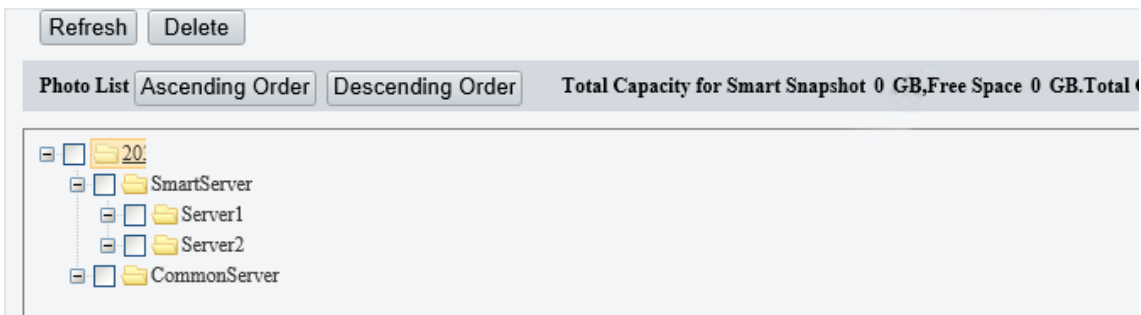 Refresh Delete
Photo List Ascending Order Descending Order Total Capacity for Smart Snapshot 0 GB,Free Space 0 GB.Total
SmartServer
Server1
Server2
CommonServer